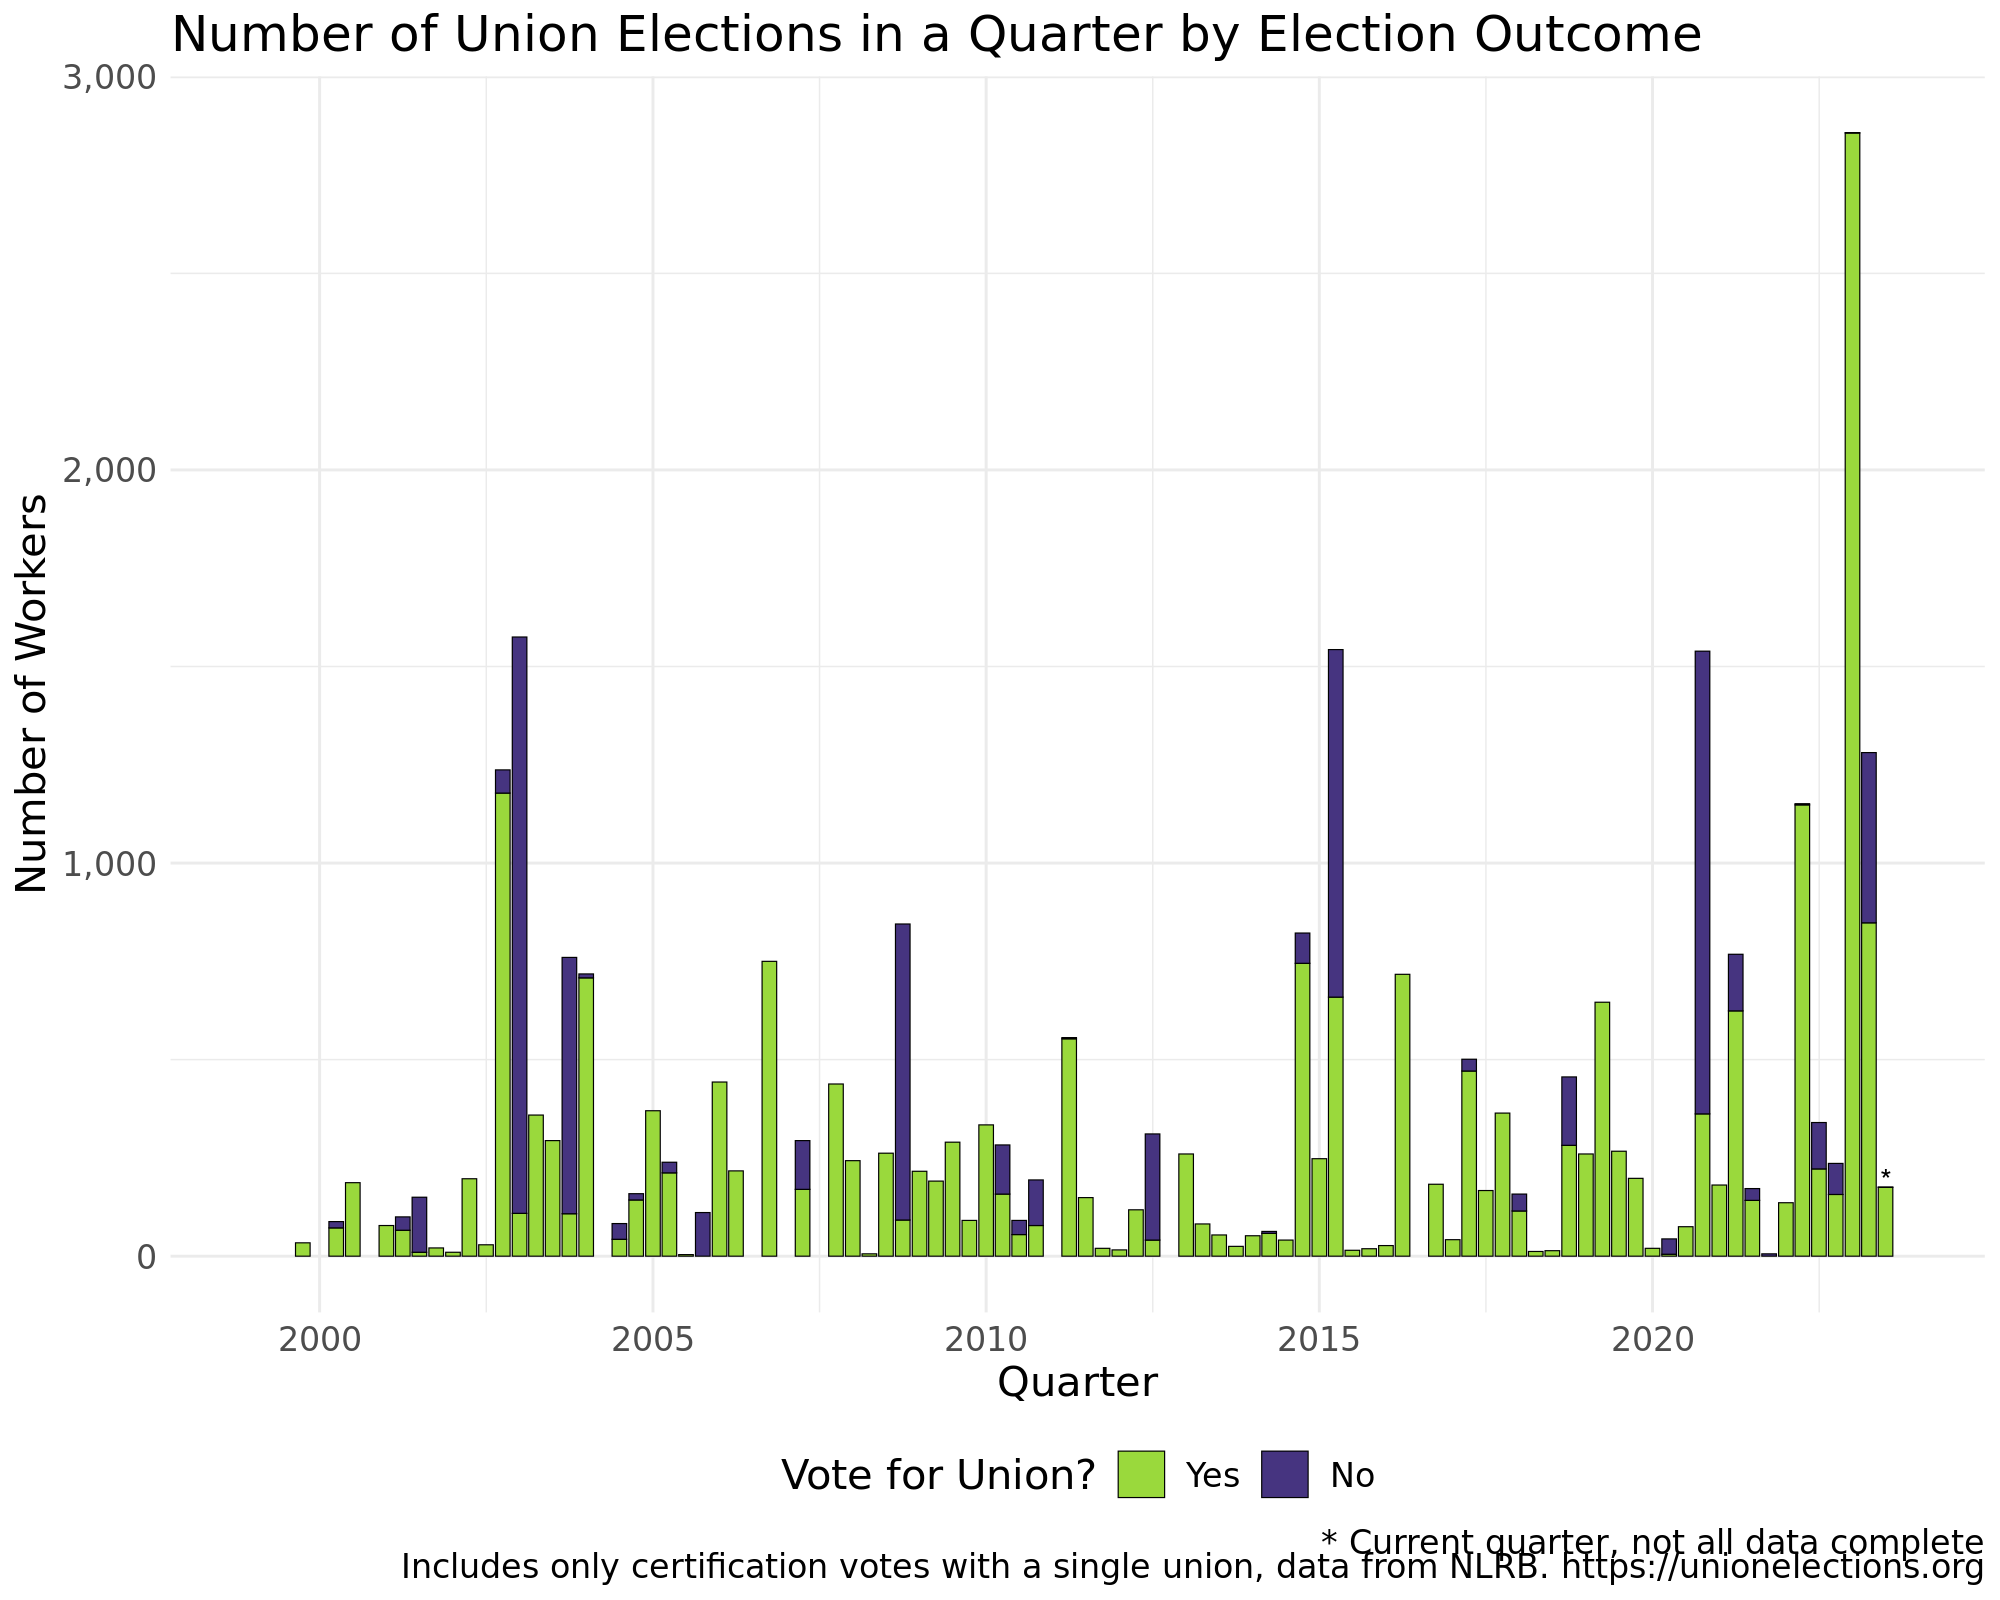 Number of Union Elections in a Quarter by Election Outcome
3,000
2,000
1,000
0
Number of Workers
2000 2005 2010 2015 2020
Quarter
*
Vote for Union? Yes No
* Current quarter, not all data complete
Includes only certification votes with a single union, data from NLRB. https://unionelections.org